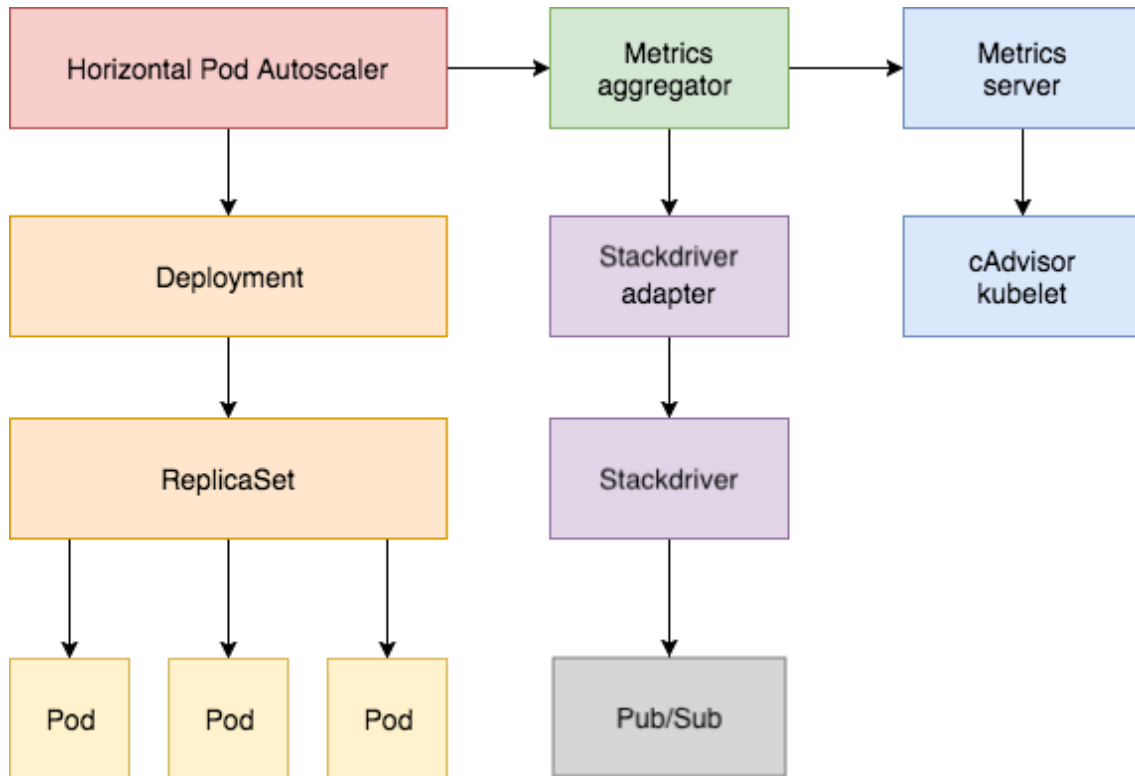 Horizontal Pod Autoscaler
Metrics
aggregator
Metrics
server
Deployment
Stackdriver
adapter
cAdvisor
kubelet
ReplicaSet
Stackdriver
Pod
Pod
Pod
Pub/Sub